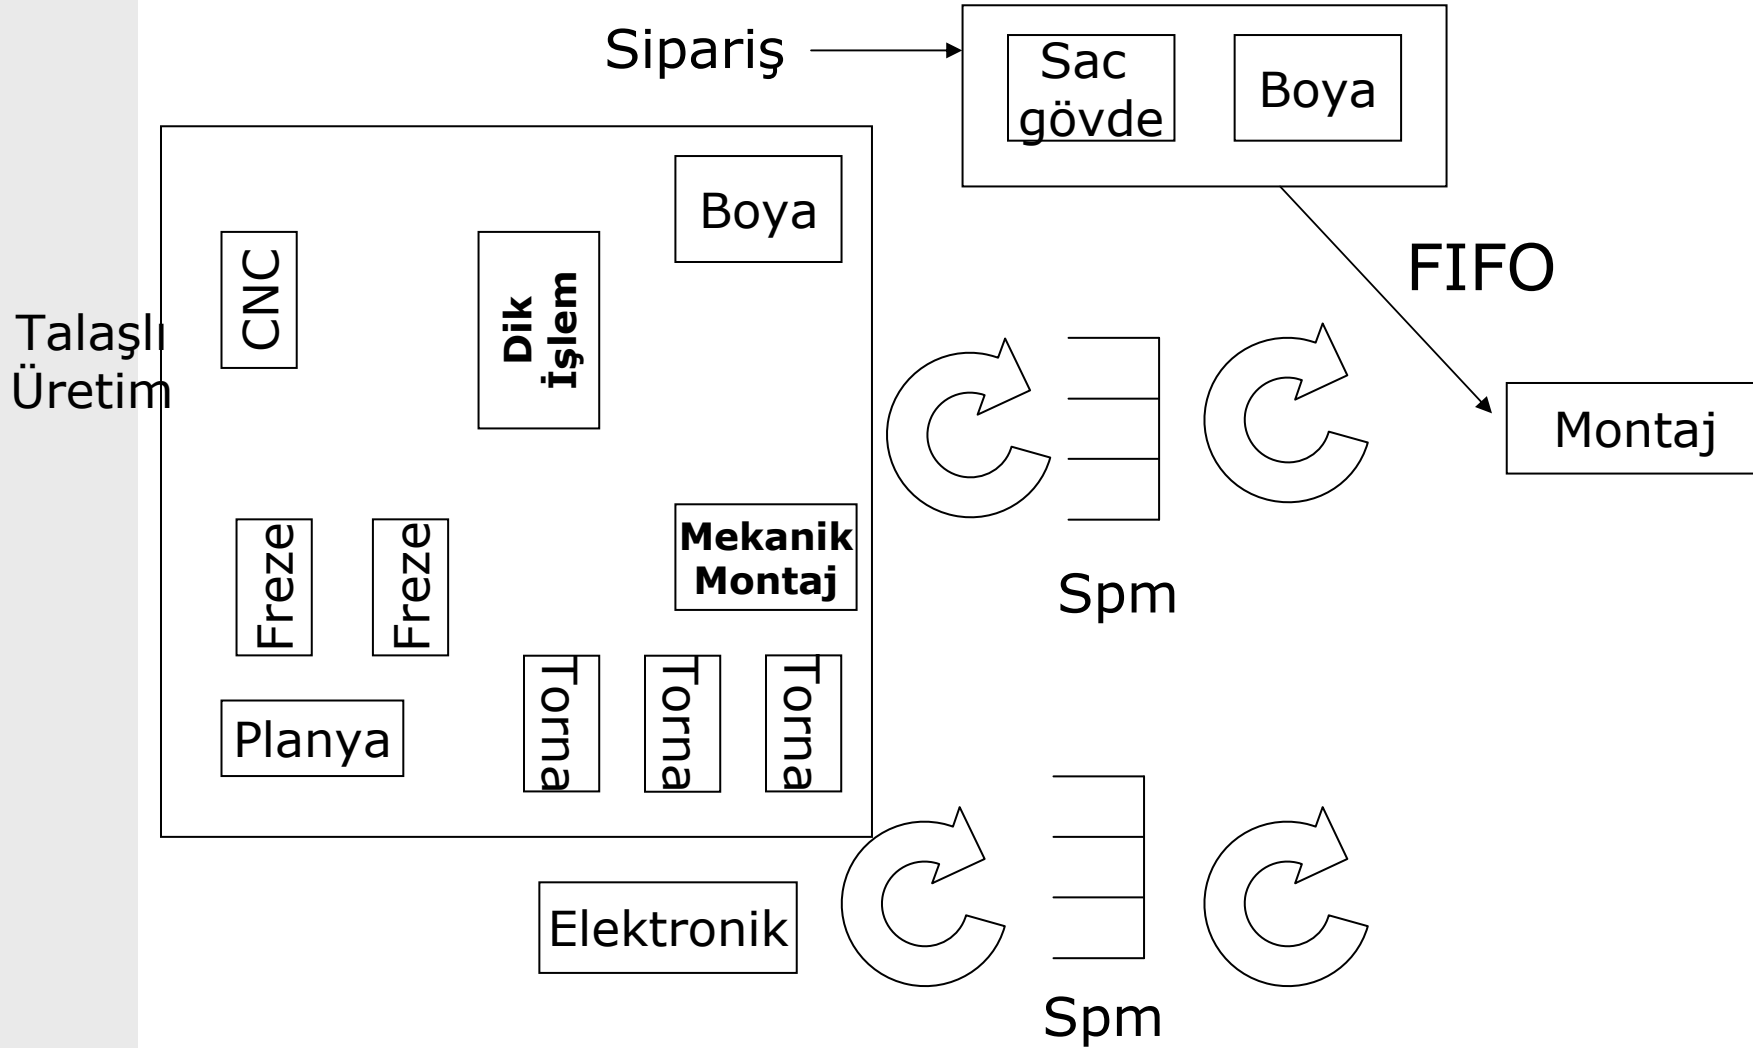 Sipariş
Sac
gövde
Boya
Boya
CNC
Dik
İşlem
FIFO
Talaşlı
Üretim
Montaj
Freze
Freze
Mekanik
Montaj
Spm
Planya
Torna
Torna
Torna
Elektronik
Spm